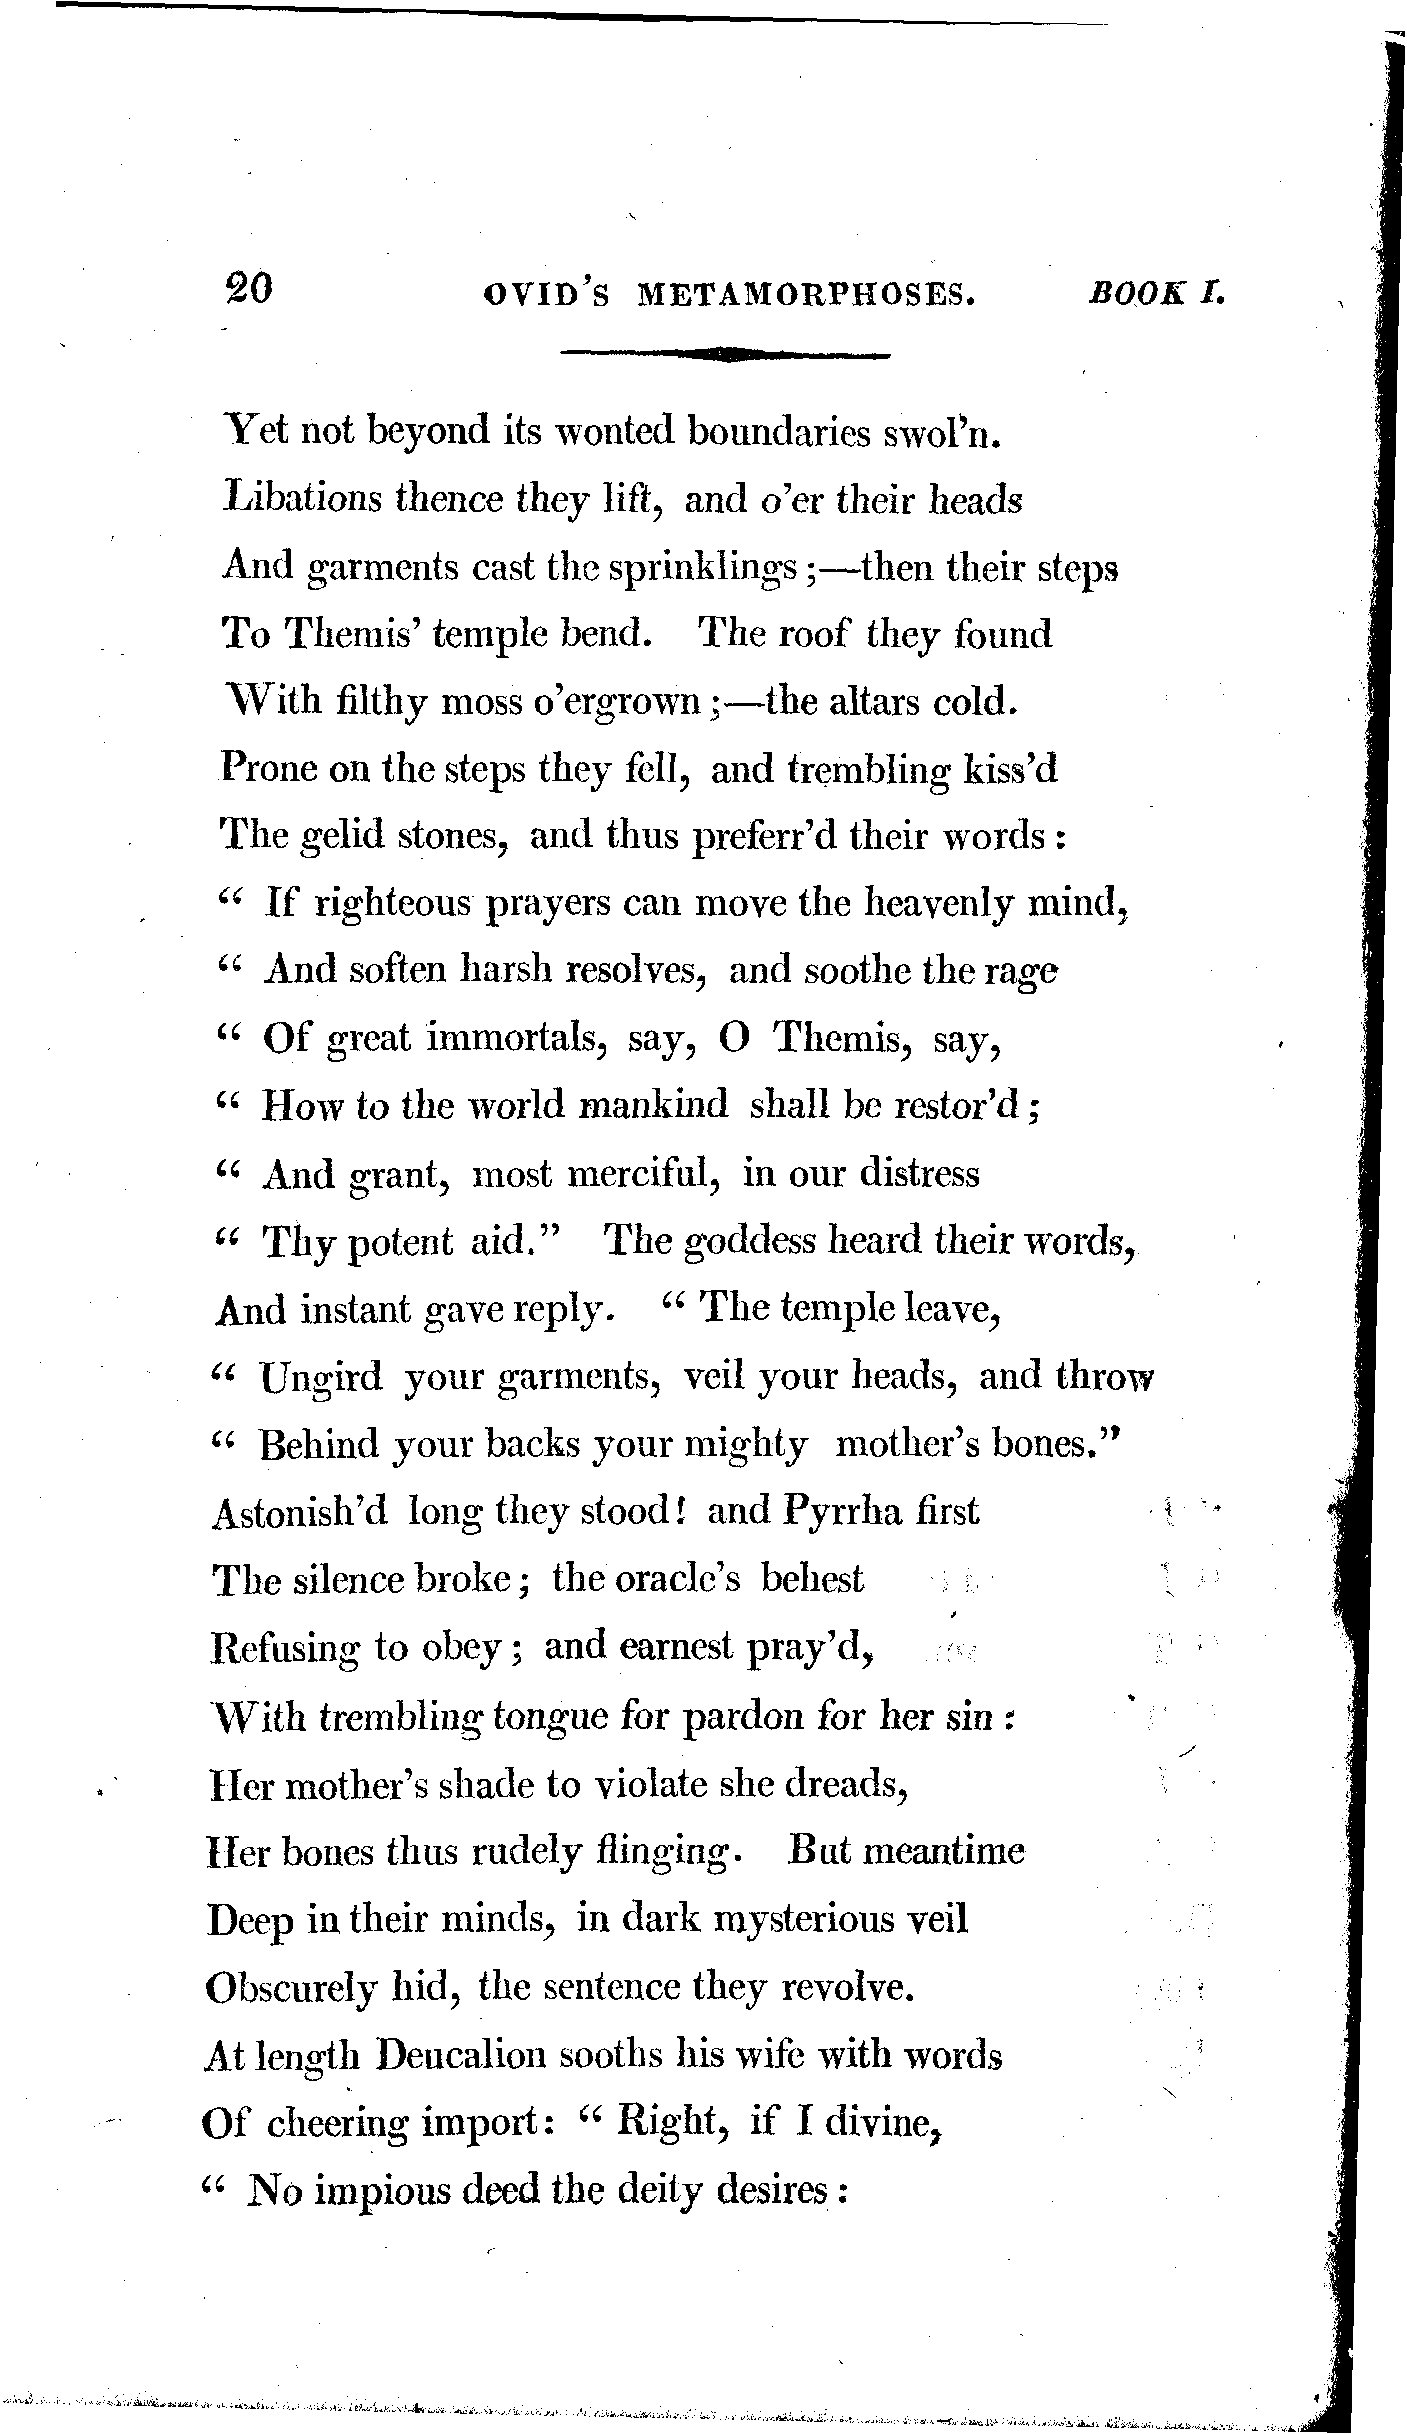 20 OVID'S METAMORPHOSES. BOOK I.
Yet not beyond its wonted boundaries swol'n.
Libations thence they lift, and o'er their heads
And garments cast the sprinklings;—then their steps
To Themis' temple bend. The roof they found
With filthy moss o'ergrown;—the altars cold.
Prone on the steps they fell, and trembling kiss'd
The gelid stones, and thus preferr'd their words:
“ If righteous prayers can move the heavenly mind,
“ And soften harsh resolves, and soothe the rage
“ Of great immortals, say, O Themis, say,
“ How to the world mankind shall be restor'd;
“ And grant, most merciful, in our distress
“ Thy potent aid.” The goddess heard their words,
And instant gave reply. “ The temple leave,
“ Ungird your garments, veil your heads, and throw
“ Behind your backs your mighty mother's bones.”
Astonish'd long they stood! and Pyrrha first
The silence broke; the oracle's behest
Refusing to obey; and earnest pray'd,
With trembling tongue for pardon for her sin:
Her mother's shade to violate she dreads,
Her bones thus rudely flinging. But meantime
Deep in their minds, in dark mysterious veil
Obscurely hid, the sentence they revolve.
At length Deucalion sooths his wife with words
Of cheering import: “ Right, if I divine,
“ No impious deed the deity desires: